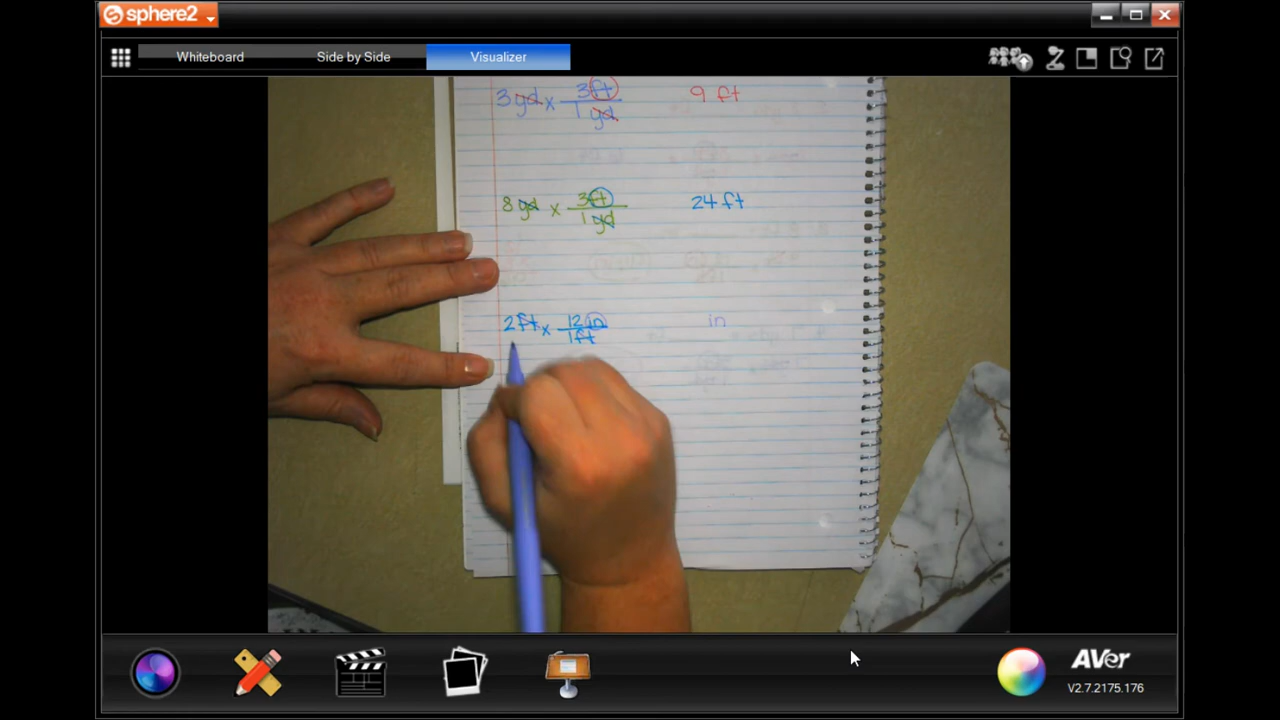 sphere2
Whiteboard Side by Side Visualizer
3 yd x 3 ft / 1 yd 9 ft
8 yd x 3 ft / 1 yd 24 ft
2 ft x 12 in / 1 ft in
AVer
V2.7.2175.176